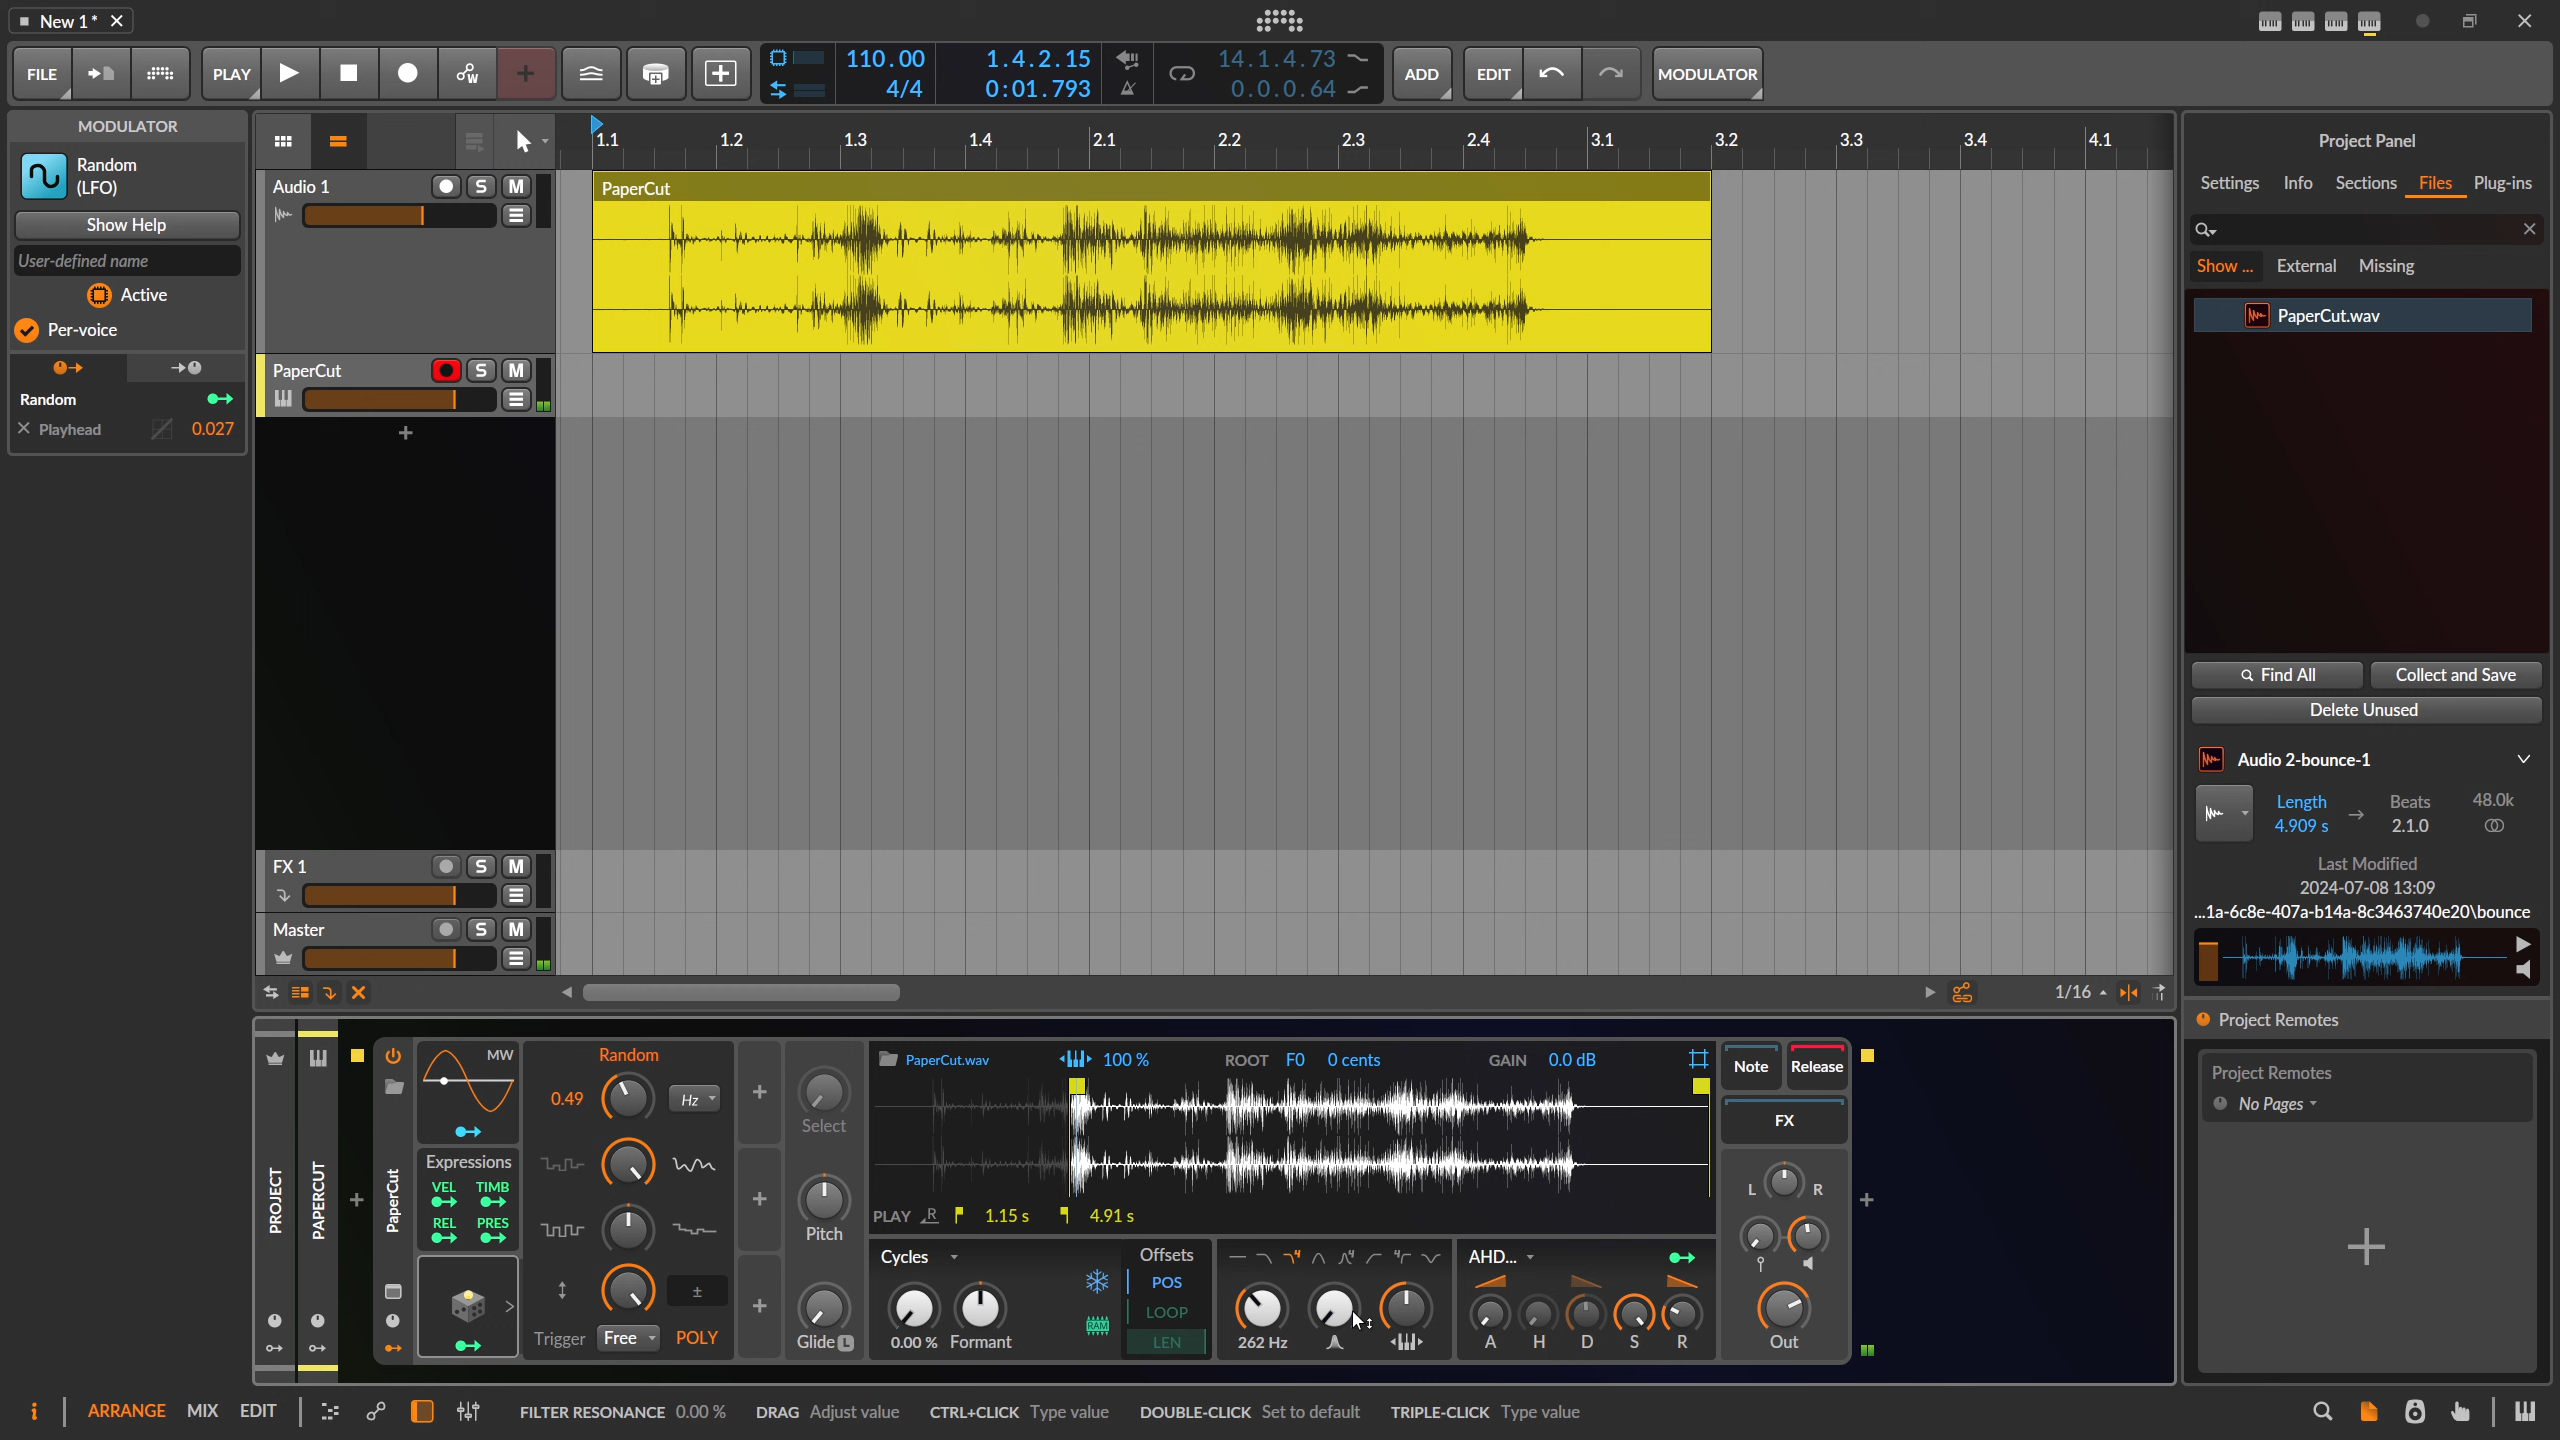 New 1*
FILE PLAY 110.00 4/4 1.4.2.15 0:01.793 14.1.4.73 0.0.0.64 ADD EDIT MODULATOR
MODULATOR
Random
(LFO)
Show Help
User-defined name
Active
Per-voice
Random
Playhead 0.027
1.1 1.2 1.3 1.4 2.1 2.2 2.3 2.4 3.1 3.2 3.3 3.4 4.1
Audio 1 S M
PaperCut
PaperCut S M
FX 1 S M
Master S M
1/16
Project Panel
Settings Info Sections Files Plug-ins
Show ... External Missing
PaperCut.wav
Find All Collect and Save
Delete Unused
Audio 2-bounce-1
Length Beats 48.0k
4.909 s 2.1.0
Last Modified
2024-07-08 13:09
...1a-6c8e-407a-b14a-8c3463740e20\bounce
Project Remotes
Project Remotes
No Pages
PROJECT
PAPERCUT
PaperCut
MW
Expressions
VEL TIMB
REL PRES
Random
0.49 Hz
±
Trigger Free POLY
Select
Pitch
Glide L
PaperCut.wav 100 % ROOT F0 0 cents GAIN 0.0 dB
PLAY R 1.15 s 4.91 s
Cycles
0.00 % Formant
RAM
Offsets
POS
LOOP
LEN
4 4 4
262 Hz
AHD...
A H D S R
Note Release
FX
L R
Out
i ARRANGE MIX EDIT FILTER RESONANCE 0.00 % DRAG Adjust value CTRL+CLICK Type value DOUBLE-CLICK Set to default TRIPLE-CLICK Type value